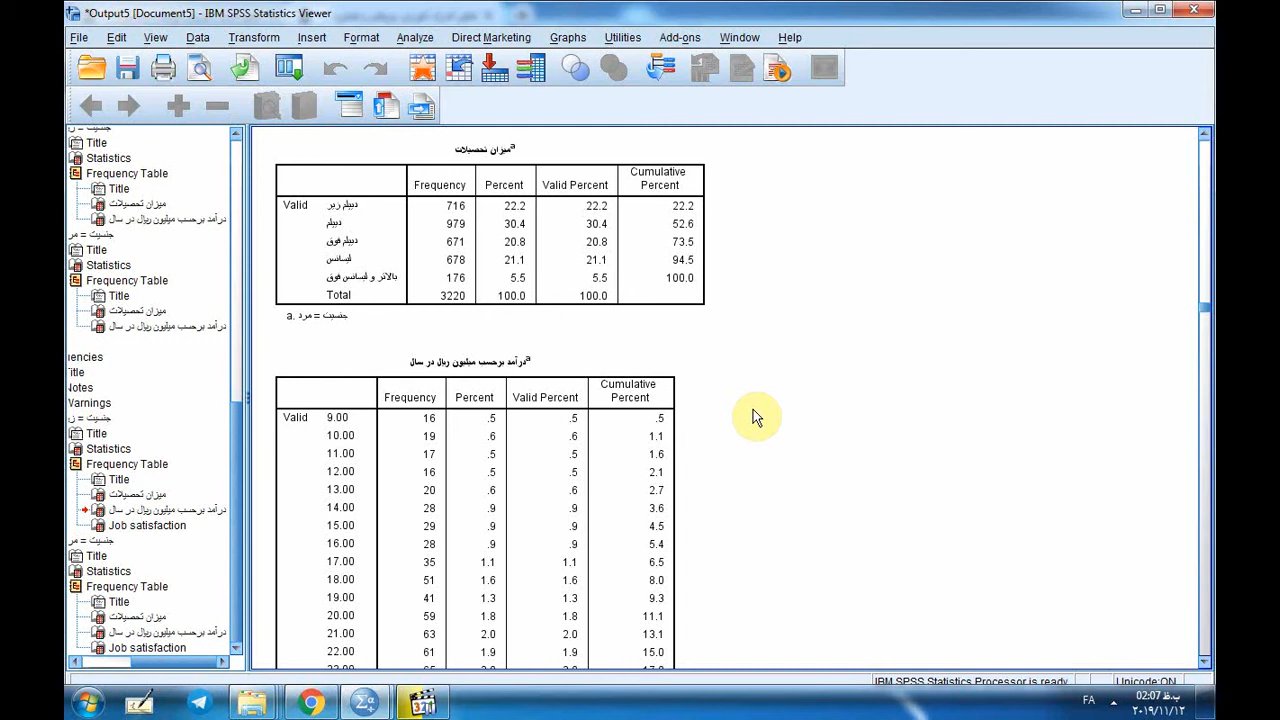 *Output5 [Document5] - IBM SPSS Statistics Viewer
File Edit View Data Transform Insert Format Analyze Direct Marketing Graphs Utilities Add-ons Window Help
Title
Statistics
Frequency Table
Title
میزان تحصیلات
درآمد برحسب میلیون ریال در سال
جنسیت = مر
Title
Statistics
Frequency Table
Title
میزان تحصیلات
درآمد برحسب میلیون ریال در سال
encies
Title
Notes
Warnings
جنسیت = ز
Title
Statistics
Frequency Table
Title
میزان تحصیلات
درآمد برحسب میلیون ریال در سال
Job satisfaction
جنسیت = مر
Title
Statistics
Frequency Table
Title
میزان تحصیلات
درآمد برحسب میلیون ریال در سال
Job satisfaction
میزان تحصیلات a
Frequency Percent Valid Percent Cumulative Percent
Valid دیپلم زیر 716 22.2 22.2 22.2
دیپلم 979 30.4 30.4 52.6
دیپلم فوق 671 20.8 20.8 73.5
لیسانس 678 21.1 21.1 94.5
بالاتر و لیسانس فوق 176 5.5 5.5 100.0
Total 3220 100.0 100.0
a. جنسیت = مرد
درآمد برحسب میلیون ریال در سال a
Frequency Percent Valid Percent Cumulative Percent
Valid 9.00 16 .5 .5 .5
10.00 19 .6 .6 1.1
11.00 17 .5 .5 1.6
12.00 16 .5 .5 2.1
13.00 20 .6 .6 2.7
14.00 28 .9 .9 3.6
15.00 29 .9 .9 4.5
16.00 28 .9 .9 5.4
17.00 35 1.1 1.1 6.5
18.00 51 1.6 1.6 8.0
19.00 41 1.3 1.3 9.3
20.00 59 1.8 1.8 11.1
21.00 63 2.0 2.0 13.1
22.00 61 1.9 1.9 15.0
IBM SPSS Statistics Processor is ready Unicode:ON
FA
02:07 ب.ظ
۲۰۱۹/۱۱/۱۲